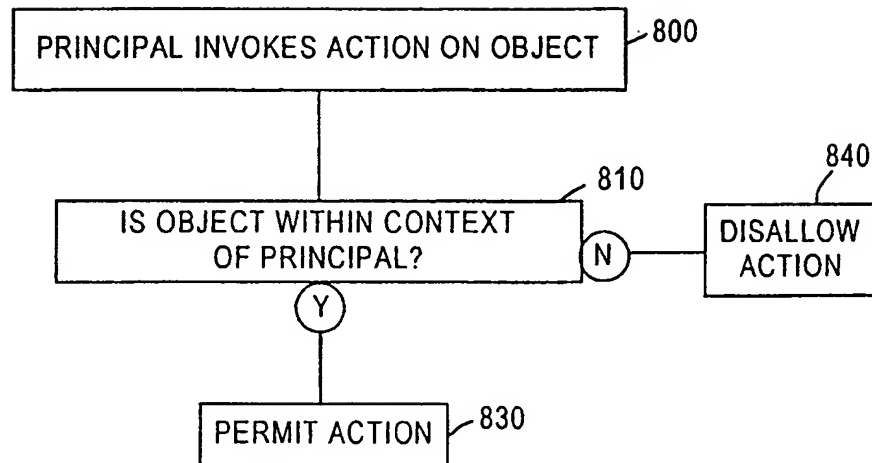 PRINCIPAL INVOKES ACTION ON OBJECT
800
IS OBJECT WITHIN CONTEXT
OF PRINCIPAL?
810
N
DISALLOW
ACTION
840
Y
PERMIT ACTION
830